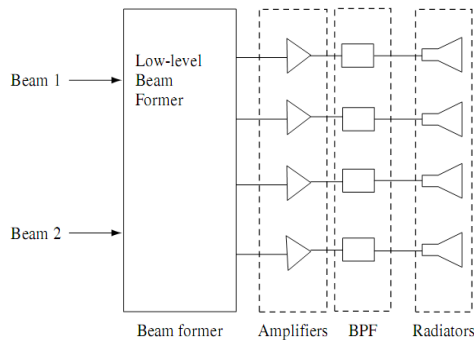 Low-level
Beam
Former
Beam 1
Beam 2
Beam former
Amplifiers
BPF
Radiators